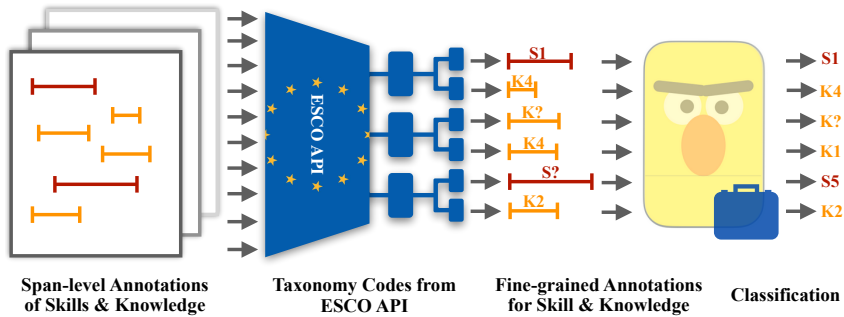 ESCO API
S1
K4
K?
K4
S?
K2
S1
K4
K?
K1
S5
K2
Span-level Annotations
of Skills & Knowledge
Taxonomy Codes from
ESCO API
Fine-grained Annotations
for Skill & Knowledge
Classification